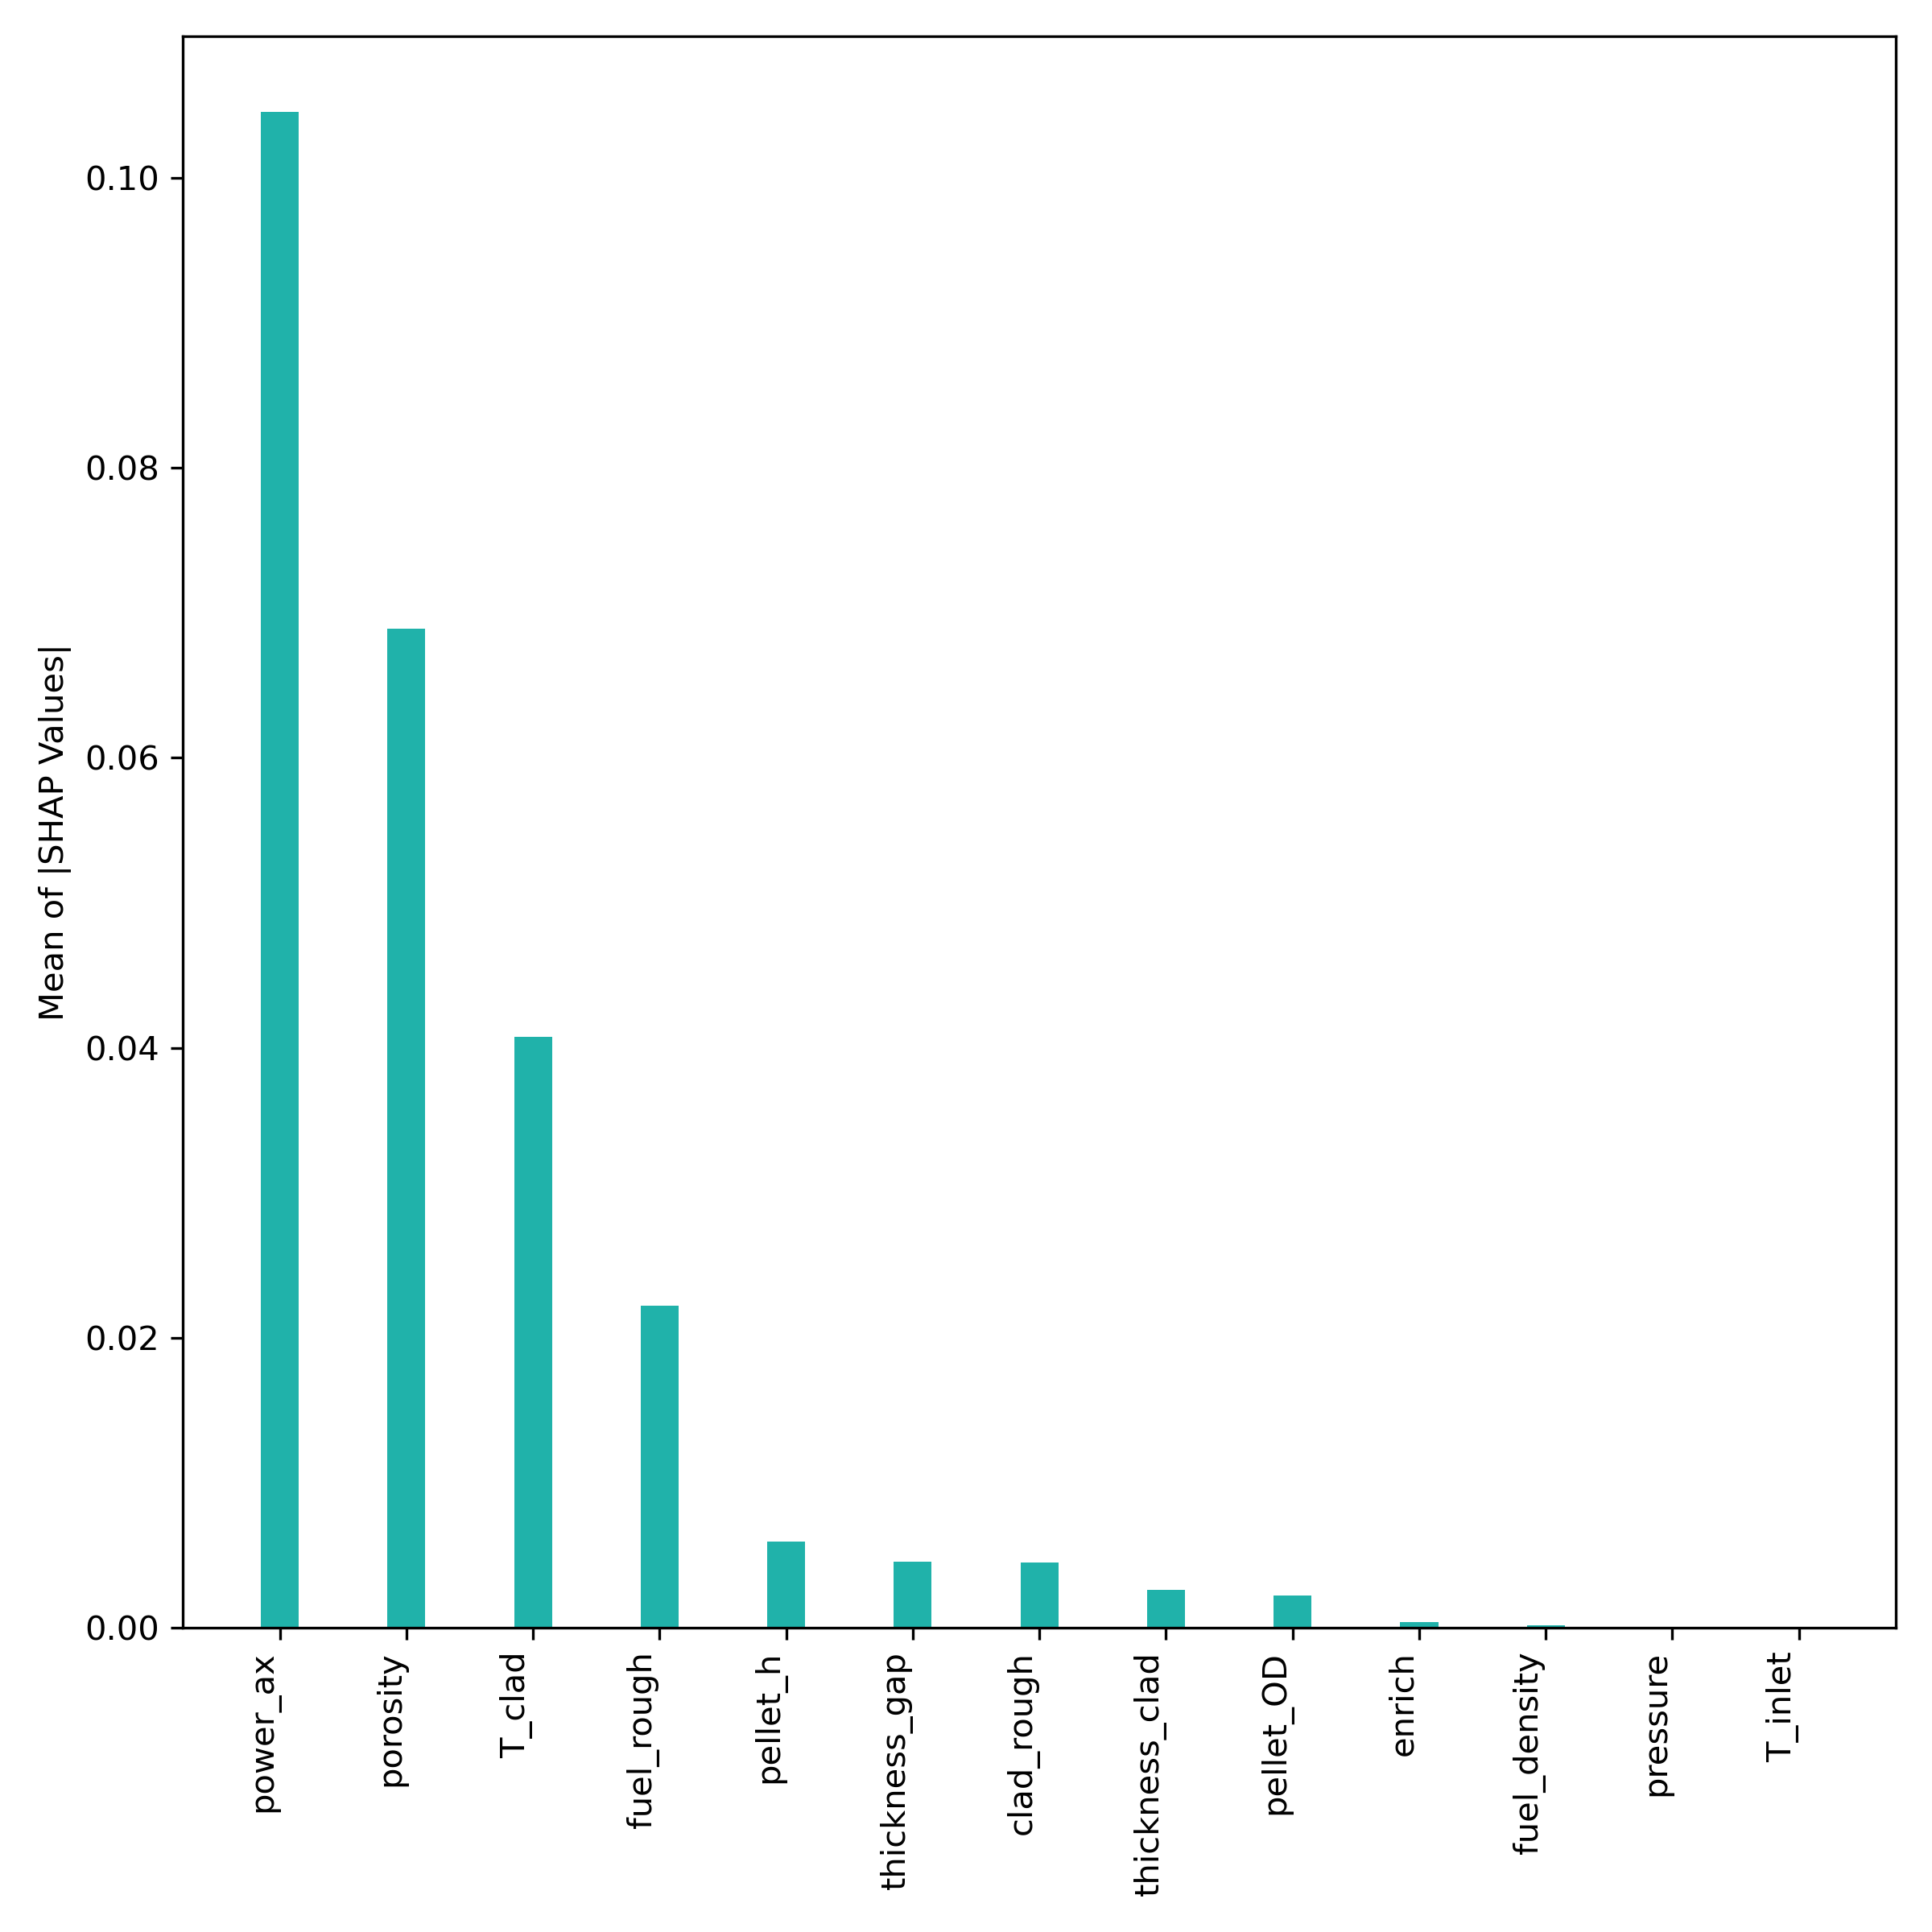 Mean of |SHAP Values|
0.10
0.08
0.06
0.04
0.02
0.00
power_ax
porosity
T_clad
fuel_rough
pellet_h
thickness_gap
clad_rough
thickness_clad
pellet_OD
enrich
fuel_density
pressure
T_inlet